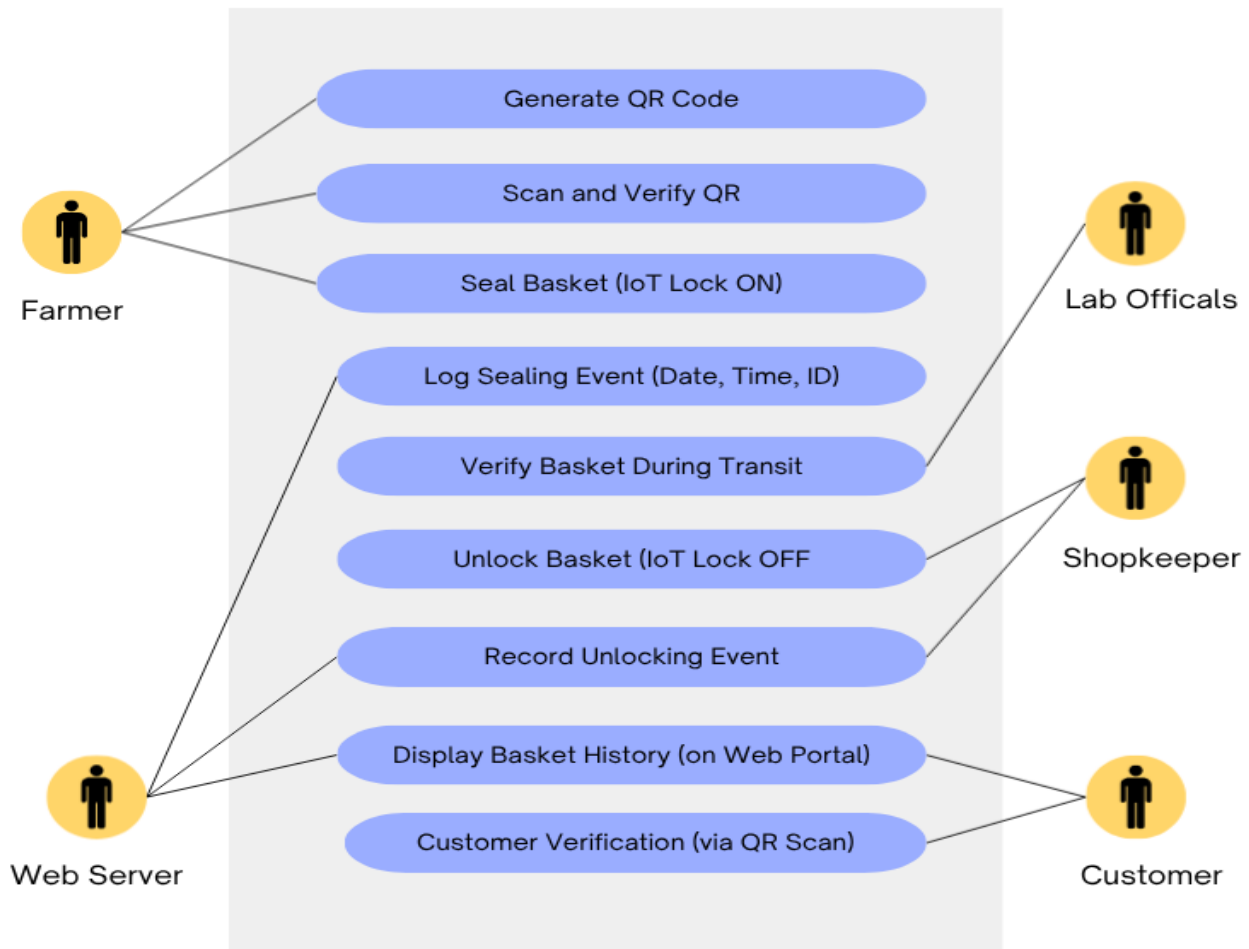 Generate QR Code
Scan and Verify QR
Seal Basket (IoT Lock ON)
Farmer
Lab Officals
Log Sealing Event (Date, Time, ID)
Verify Basket During Transit
Unlock Basket (IoT Lock OFF
Shopkeeper
Record Unlocking Event
Display Basket History (on Web Portal)
Customer Verification (via QR Scan)
Web Server
Customer